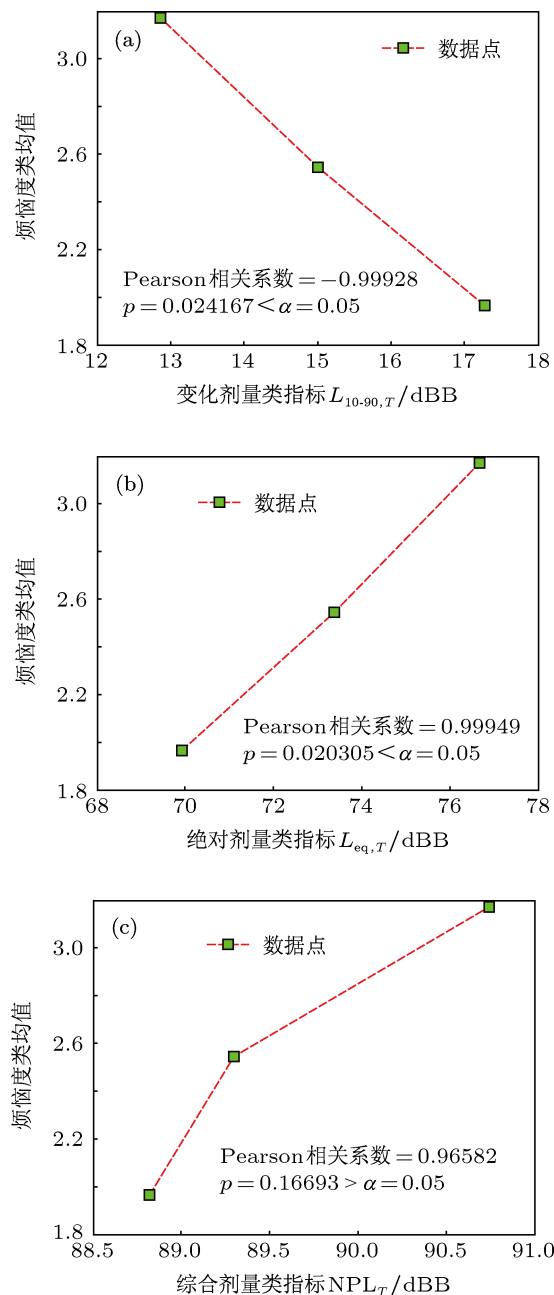 (a)
数据点
3.0
2.6
2.2
1.8
烦恼度类均值
Pearson相关系数=−0.99928
p=0.024167<α=0.05
12 13 14 15 16 17 18
变化剂量类指标 L10-90,T/dBB
(b)
数据点
3.0
2.6
2.2
1.8
烦恼度类均值
Pearson相关系数=0.99949
p=0.020305<α=0.05
68 70 72 74 76 78
绝对剂量类指标 Leq,T/dBB
(c)
数据点
3.0
2.6
2.2
1.8
烦恼度类均值
Pearson相关系数=0.96582
p=0.16693>α=0.05
88.5 89.0 89.5 90.0 90.5 91.0
综合剂量类指标 NPLT/dBB